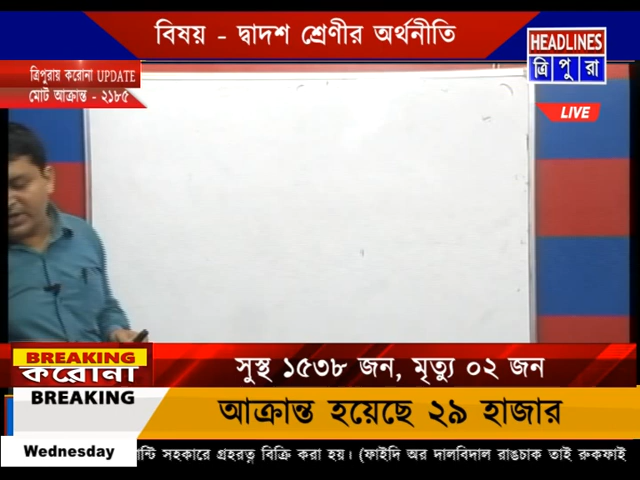 বিষয় - দ্বাদশ শ্রেণীর অর্থনীতি
HEADLINES
ত্রিপুরা
LIVE
ত্রিপুরায় করোনা UPDATE
মোট আক্রান্ত - ২১৮৫
BREAKING
করোনা
সুস্থ ১৫৩৮ জন, মৃত্যু ০২ জন
BREAKING
আক্রান্ত হয়েছে ২৯ হাজার
Wednesday
ান্টি সহকারে গ্রহরত্ন বিক্রি করা হয়। (ফাইদি অর দালবিদাল রাঙচাক তাই রুকফাই